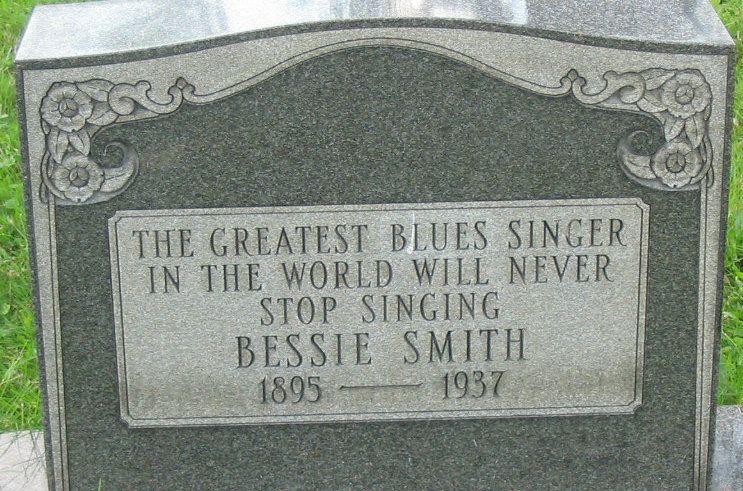 THE GREATEST BLUES SINGER
IN THE WORLD WILL NEVER
STOP SINGING
BESSIE SMITH
1895 — 1937